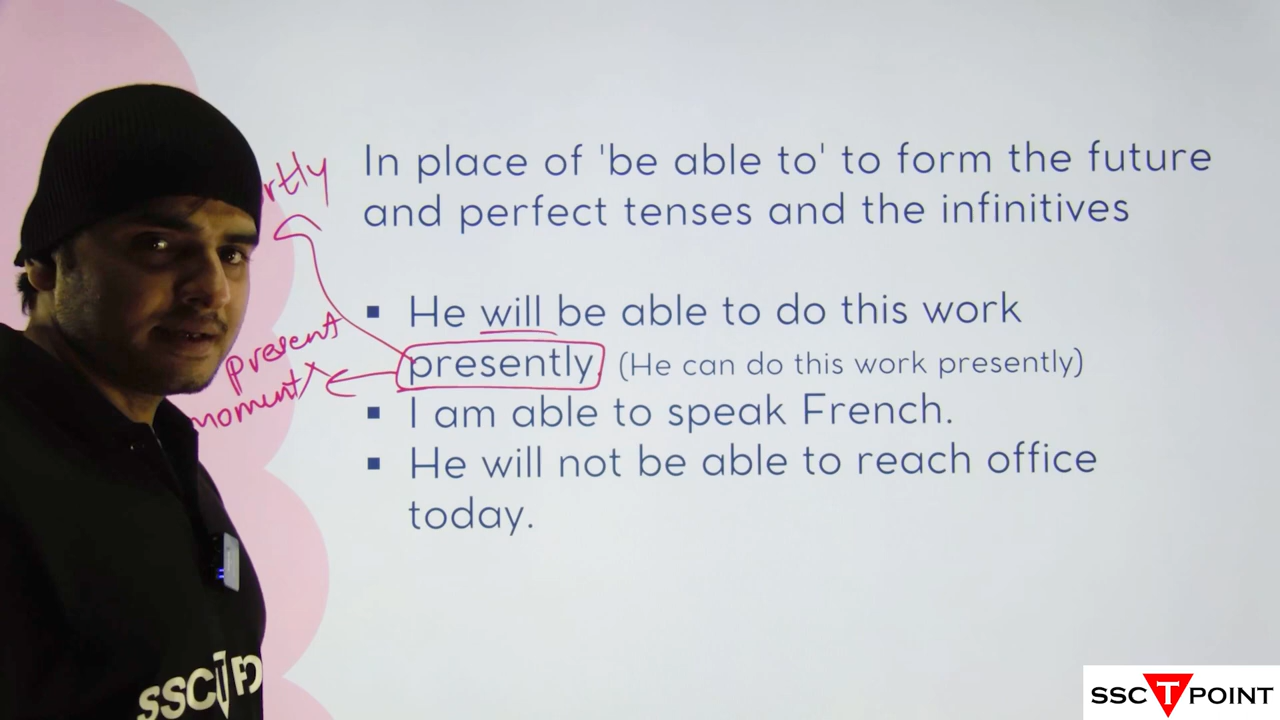 In place of 'be able to' to form the future
and perfect tenses and the infinitives
▪ He will be able to do this work
presently (He can do this work presently)
▪ I am able to speak French.
▪ He will not be able to reach office
today.
rtly
present
moment
SSC T PO
SSC T POINT